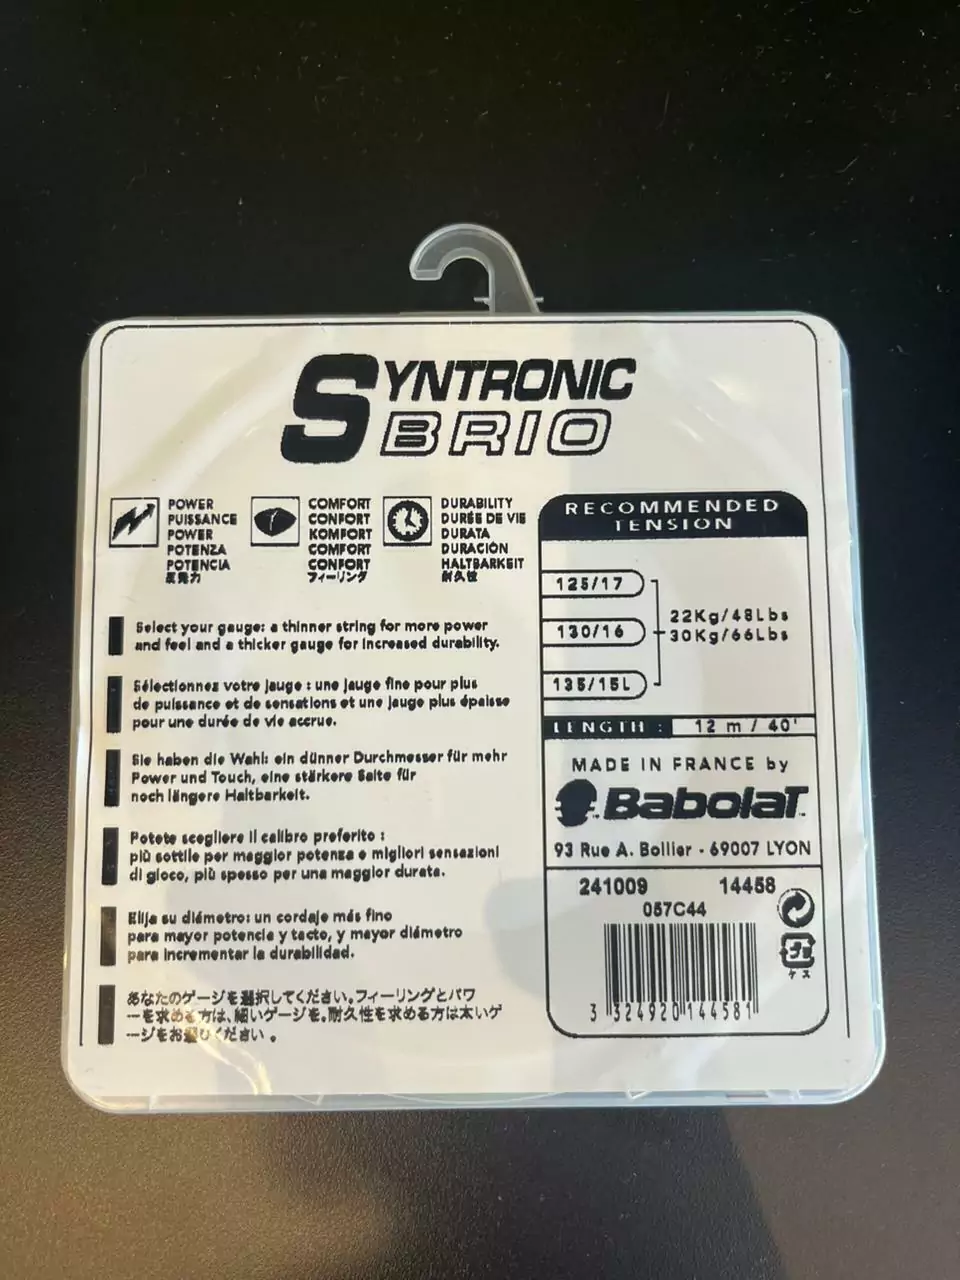 SYNTRONIC
BRIO
POWER
PUISSANCE
POWER
POTENZA
POTENCIA
反発力
COMFORT
CONFORT
KOMFORT
COMFORT
CONFORT
フィーリング
DURABILITY
DURÉE DE VIE
DURATA
DURACIÓN
HALTBARKEIT
耐久性
Select your gauge: a thinner string for more power
and feel and a thicker gauge for increased durability.
Sélectionnez votre jauge : une jauge fine pour plus
de puissance et de sensations et une jauge plus épaisse
pour une durée de vie accrue.
Sie haben die Wahl: ein dünner Durchmesser für mehr
Power und Touch, eine stärkere Saite für
noch längere Haltbarkeit.
Potete scegliere il calibro preferito :
più sottile per maggior potenza e migliori sensazioni
di gioco, più spesso per una maggior durata.
Elija su diámetro: un cordaje más fino
para mayor potencia y tacto, y mayor diámetro
para incrementar la durabilidad.
あなたのゲージを選択してください。フィーリングとパワ
ーを求める方は、細いゲージを。耐久性を求める方は太いゲ
ージをお選びください。
RECOMMENDED
TENSION
125/17
130/16
135/15L
22Kg/48Lbs
30Kg/66Lbs
LENGTH : 12 m / 40'
MADE IN FRANCE by
BabolaT
93 Rue A. Bollier - 69007 LYON
241009 14458
057C44
プラ
ケス
3 324920 144581